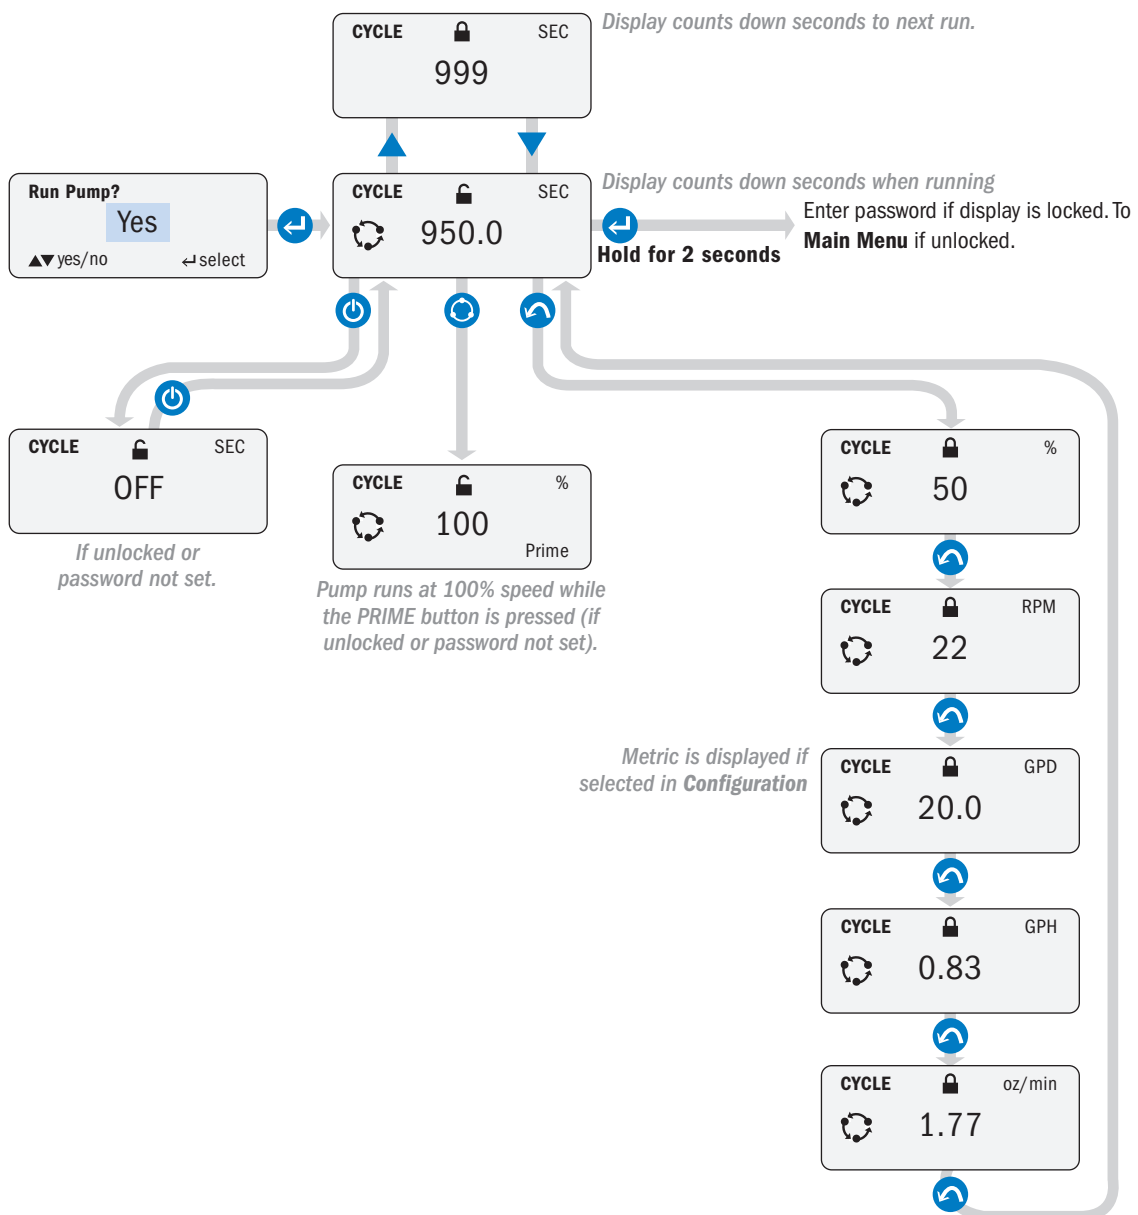 CYCLE SEC
999
Display counts down seconds to next run.
Run Pump?
Yes
▲▼ yes/no ↵ select
CYCLE SEC
950.0
Display counts down seconds when running
Hold for 2 seconds
Enter password if display is locked. To
Main Menu if unlocked.
CYCLE SEC
OFF
If unlocked or
password not set.
CYCLE %
100
Prime
Pump runs at 100% speed while
the PRIME button is pressed (if
unlocked or password not set).
CYCLE %
50
CYCLE RPM
22
Metric is displayed if
selected in Configuration
CYCLE GPD
20.0
CYCLE GPH
0.83
CYCLE oz/min
1.77